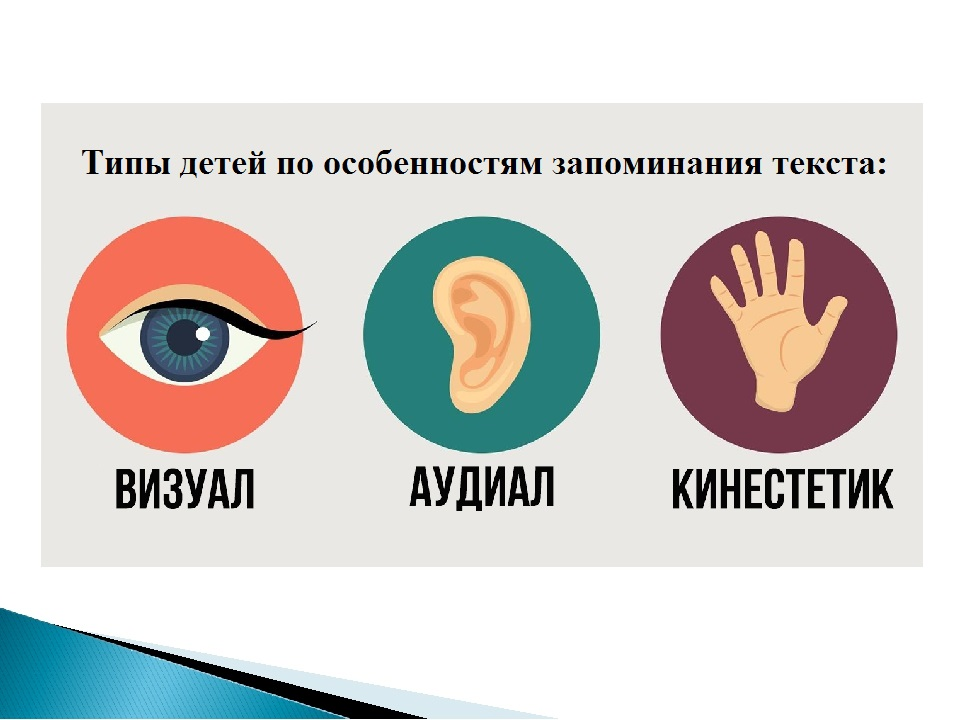 Типы детей по особенностям запоминания текста:
ВИЗУАЛ АУДИАЛ КИНЕСТЕТИК